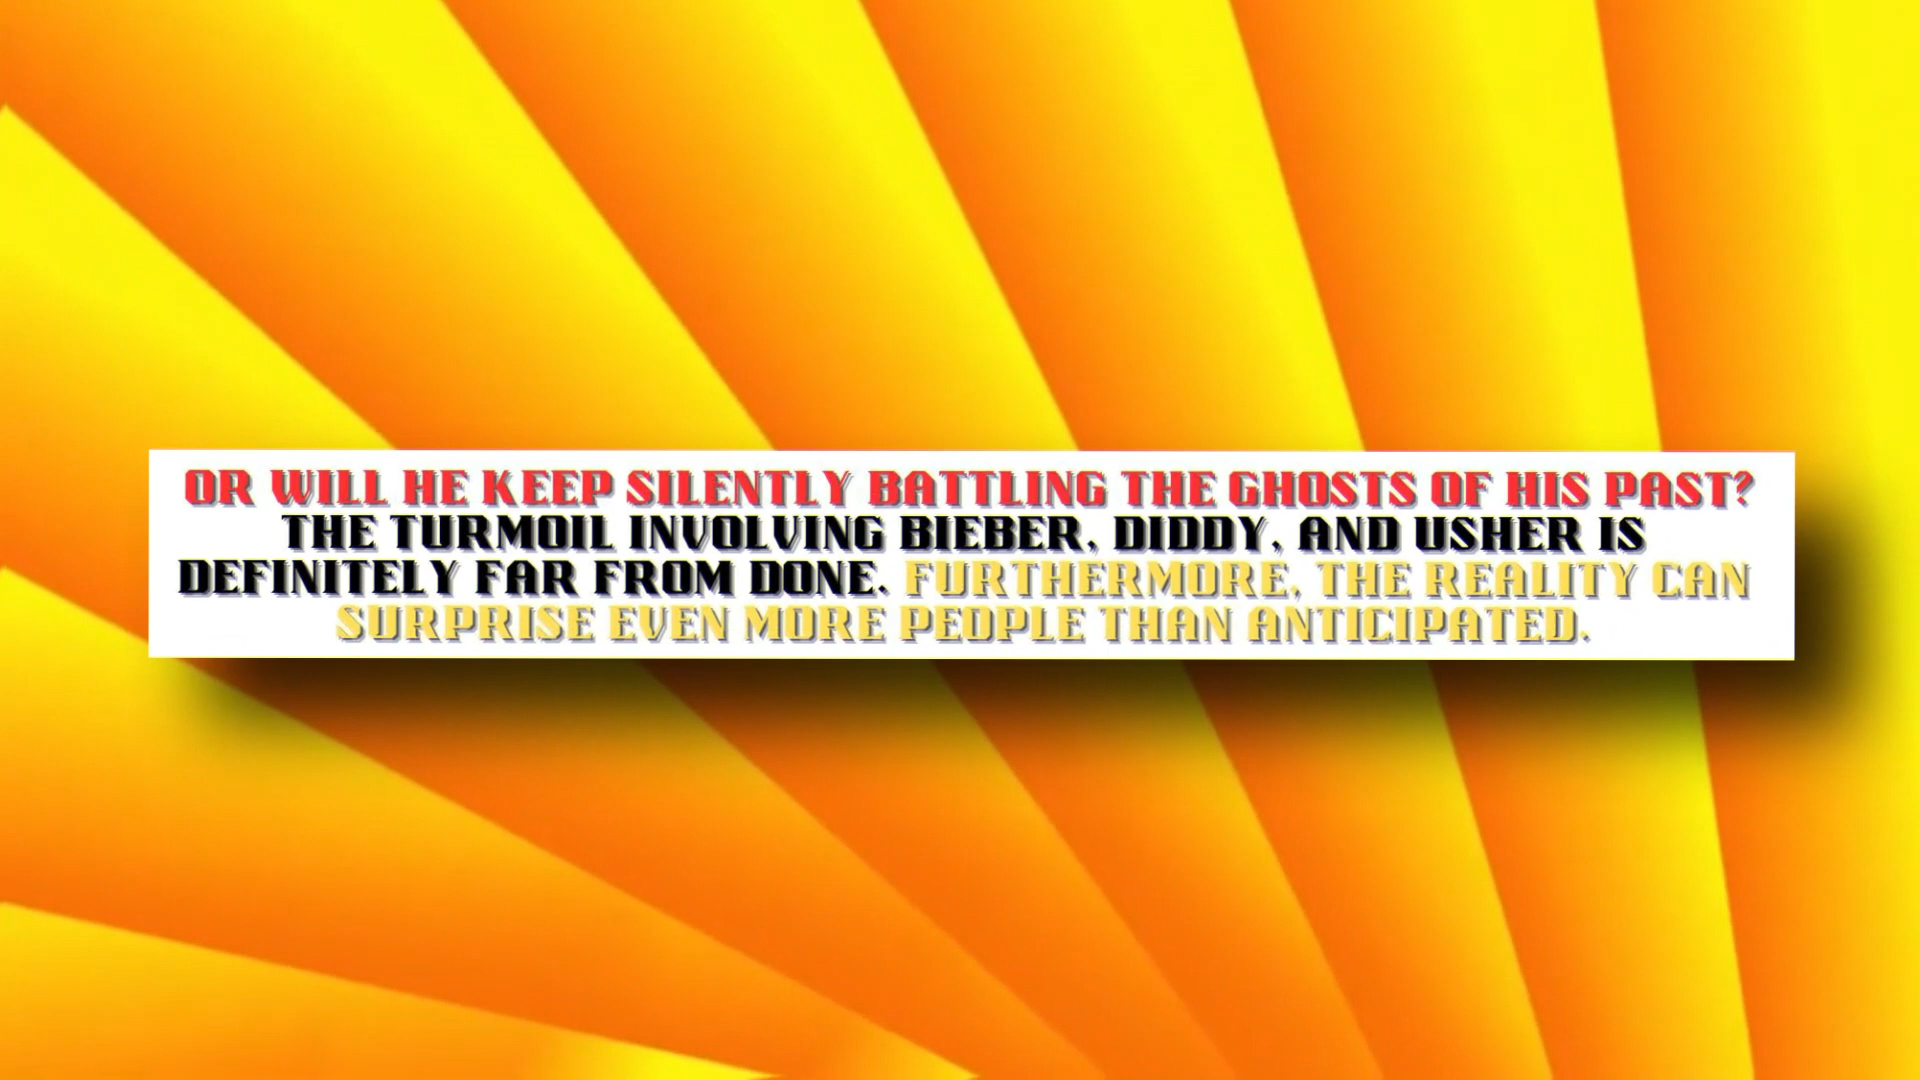 OR WILL HE KEEP SILENTLY BATTLING THE GHOSTS OF HIS PAST?
THE TURMOIL INVOLVING BIEBER, DIDDY, AND USHER IS
DEFINITELY FAR FROM DONE. FURTHERMORE, THE REALITY CAN
SURPRISE EVEN MORE PEOPLE THAN ANTICIPATED.